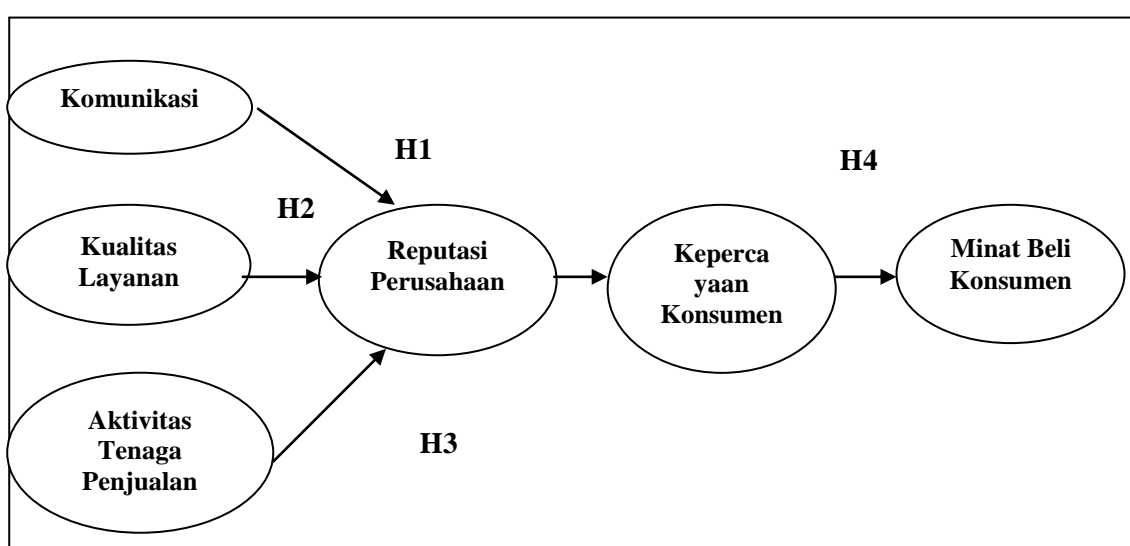 Komunikasi
H1
H4
H2
Kualitas
Layanan
Reputasi
Perusahaan
Keperca
yaan
Konsumen
Minat Beli
Konsumen
Aktivitas
Tenaga
Penjualan
H3